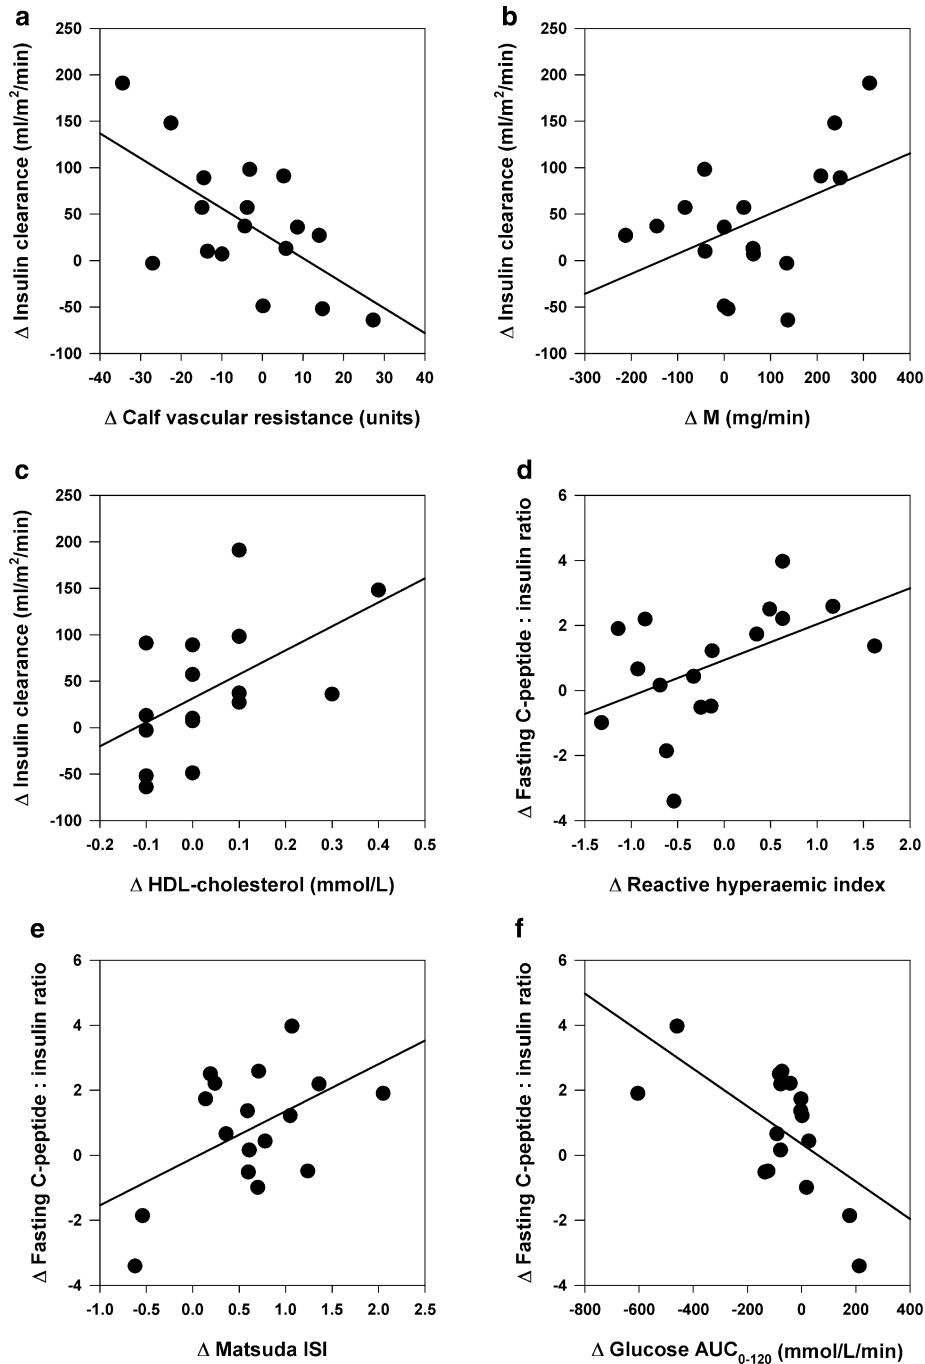 a
250
200
150
100
50
0
-50
-100
-40 -30 -20 -10 0 10 20 30 40
Δ Insulin clearance (ml/m²/min)
Δ Calf vascular resistance (units)
b
250
200
150
100
50
0
-50
-100
-300 -200 -100 0 100 200 300 400
Δ Insulin clearance (ml/m²/min)
Δ M (mg/min)
c
250
200
150
100
50
0
-50
-100
-0.2 -0.1 0.0 0.1 0.2 0.3 0.4 0.5
Δ Insulin clearance (ml/m²/min)
Δ HDL-cholesterol (mmol/L)
d
6
4
2
0
-2
-4
-1.5 -1.0 -0.5 0.0 0.5 1.0 1.5 2.0
Δ Fasting C-peptide : insulin ratio
Δ Reactive hyperaemic index
e
6
4
2
0
-2
-4
-1.0 -0.5 0.0 0.5 1.0 1.5 2.0 2.5
Δ Fasting C-peptide : insulin ratio
Δ Matsuda ISI
f
6
4
2
0
-2
-4
-800 -600 -400 -200 0 200 400
Δ Fasting C-peptide : insulin ratio
Δ Glucose AUC₀₋₁₂₀ (mmol/L/min)